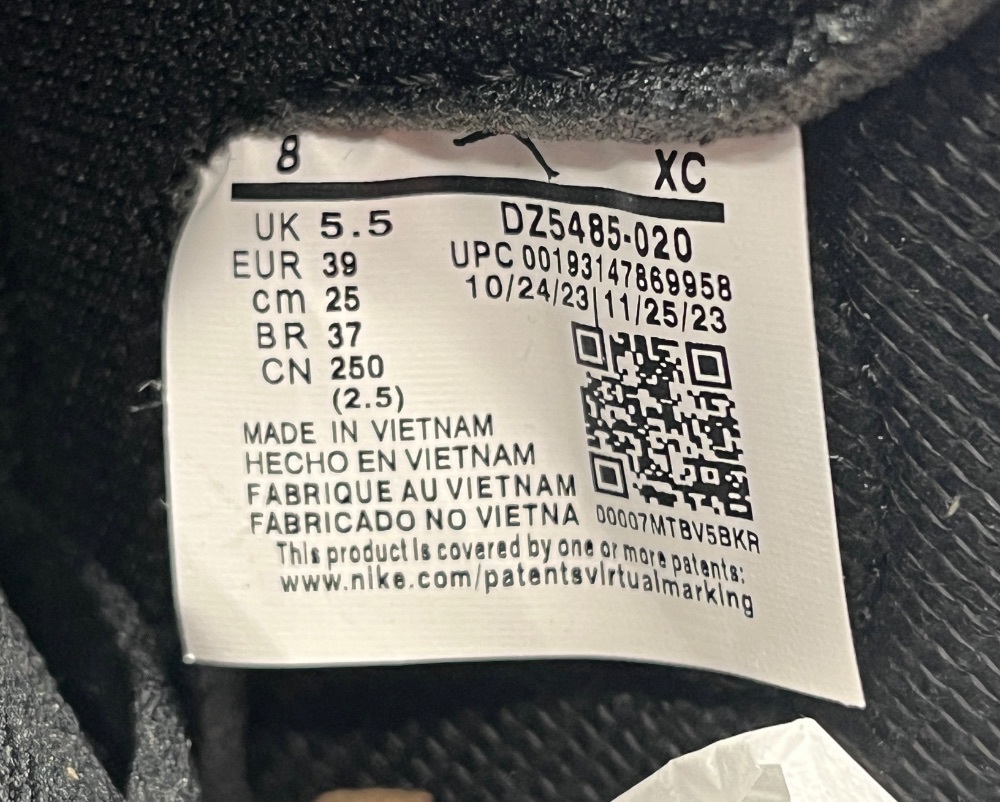 8 XC
UK 5.5 DZ5485-020
EUR 39 UPC 00193147869958
cm 25 10/24/23|11/25/23
BR 37
CN 250
(2.5)
MADE IN VIETNAM
HECHO EN VIETNAM
FABRIQUE AU VIETNAM
FABRICADO NO VIETNA
00007MTBV5BKR
This product is covered by one or more patents:
www.nike.com/patentsvirtualmarking